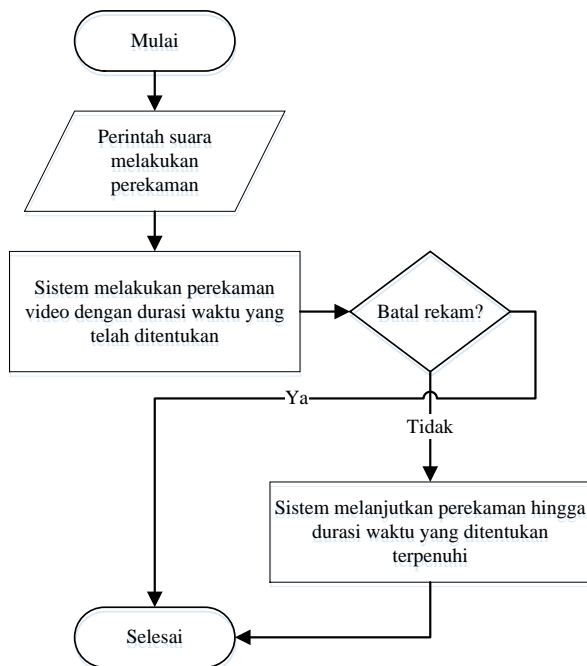 Mulai
Perintah suara
melakukan
perekaman
Sistem melakukan perekaman
video dengan durasi waktu yang
telah ditentukan
Batal rekam?
Ya
Tidak
Sistem melanjutkan perekaman hingga
durasi waktu yang ditentukan
terpenuhi
Selesai